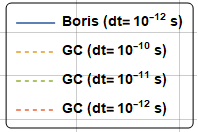 Boris (dt= 10⁻¹² s)
GC (dt= 10⁻¹⁰ s)
GC (dt= 10⁻¹¹ s)
GC (dt= 10⁻¹² s)